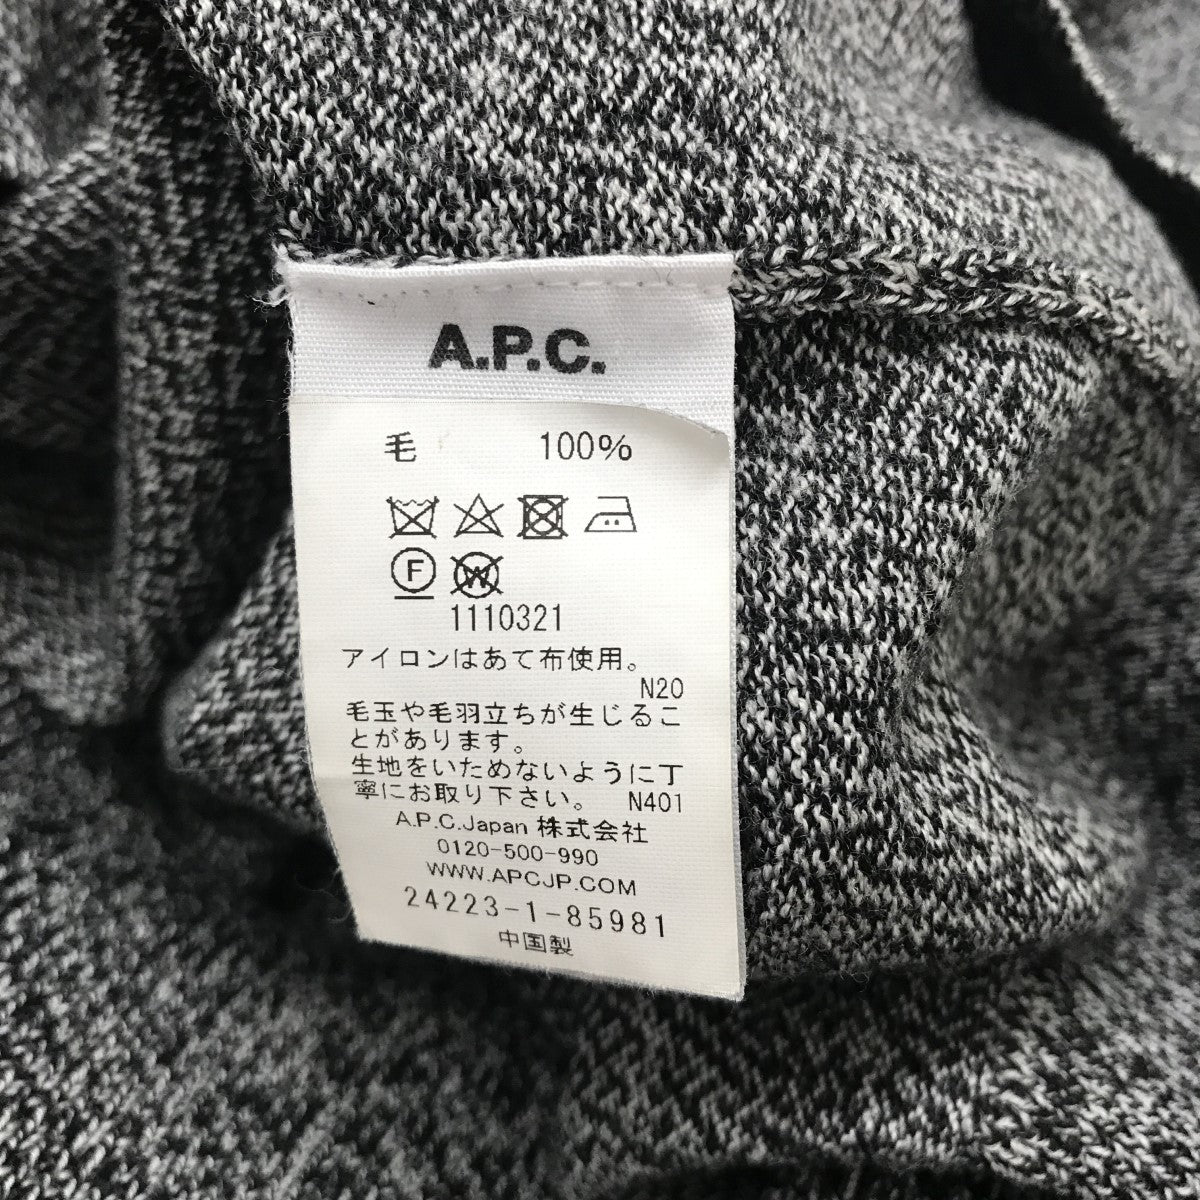 A.P.C.
毛 100%
F W
1110321
アイロンはあて布使用。
N20
毛玉や毛羽立ちが生じるこ
とがあります。
生地をいためないように丁
寧にお取り下さい。 N401
A.P.C.Japan 株式会社
0120-500-990
WWW.APCJP.COM
24223-1-85981
中国製